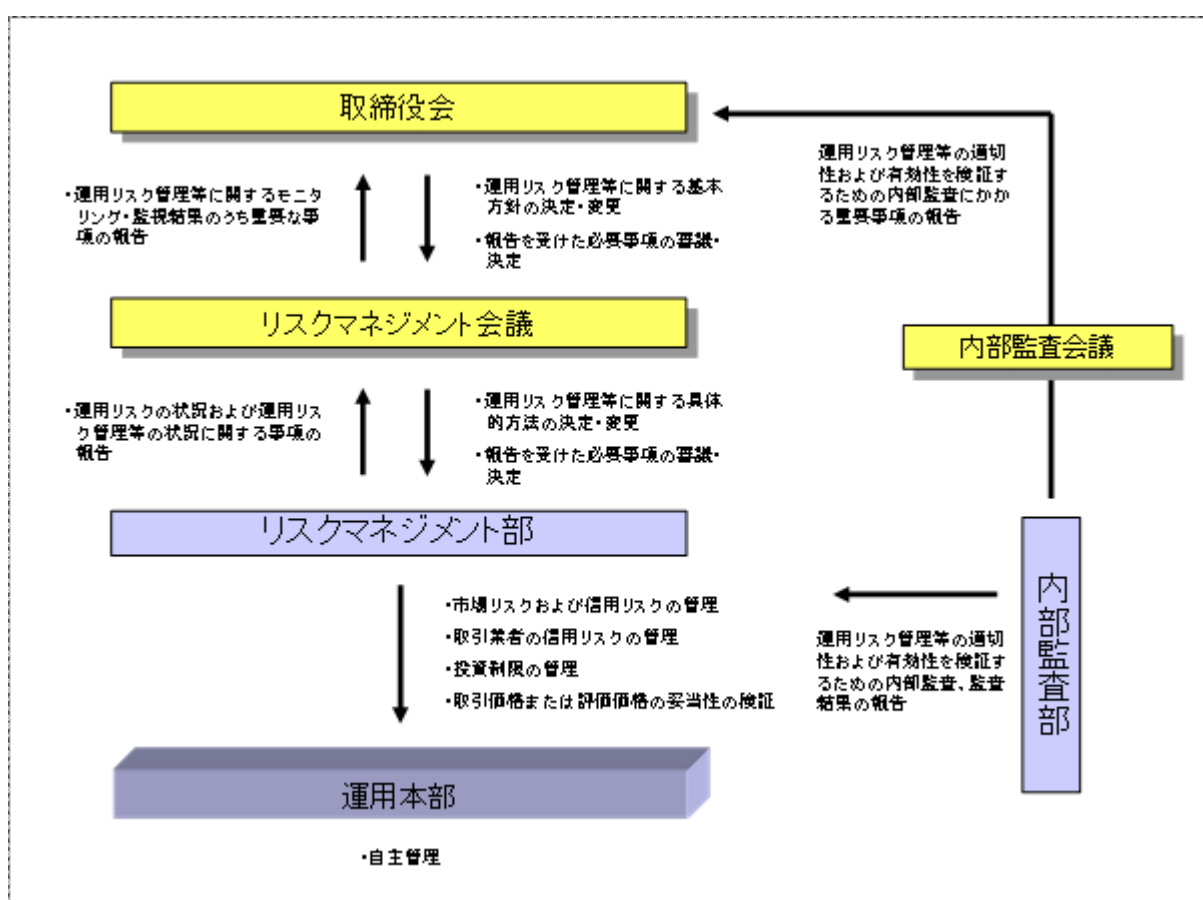 取締役会
・運用リスク管理等に関するモニ
タリング・監視結果のうち重要な事
項の報告
・運用リスク管理等に関する基本
方針の決定・変更
・報告を受けた必要事項の審議・
決定
運用リスク管理等の適切
性および有効性を検証す
るための内部監査にかか
る重要事項の報告
リスクマネジメント会議
内部監査会議
・運用リスクの状況および運用リス
ク管理等の状況に関する事項の
報告
・運用リスク管理等に関する具体
的方法の決定・変更
・報告を受けた必要事項の審議・
決定
リスクマネジメント部
・市場リスクおよび信用リスクの管理
・取引業者の信用リスクの管理
・投資制限の管理
・取引価格または評価価格の妥当性の検証
運用リスク管理等の適切
性および有効性を検証す
るための内部監査、監査
結果の報告
内部監査部
運用本部
・自主管理